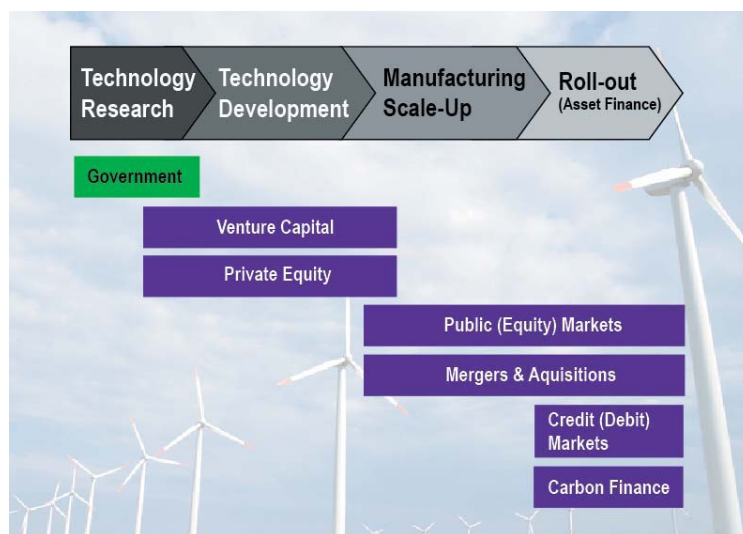 Technology
Research
Technology
Development
Manufacturing
Scale-Up
Roll-out
(Asset Finance)
Government
Venture Capital
Private Equity
Public (Equity) Markets
Mergers & Aquisitions
Credit (Debit)
Markets
Carbon Finance